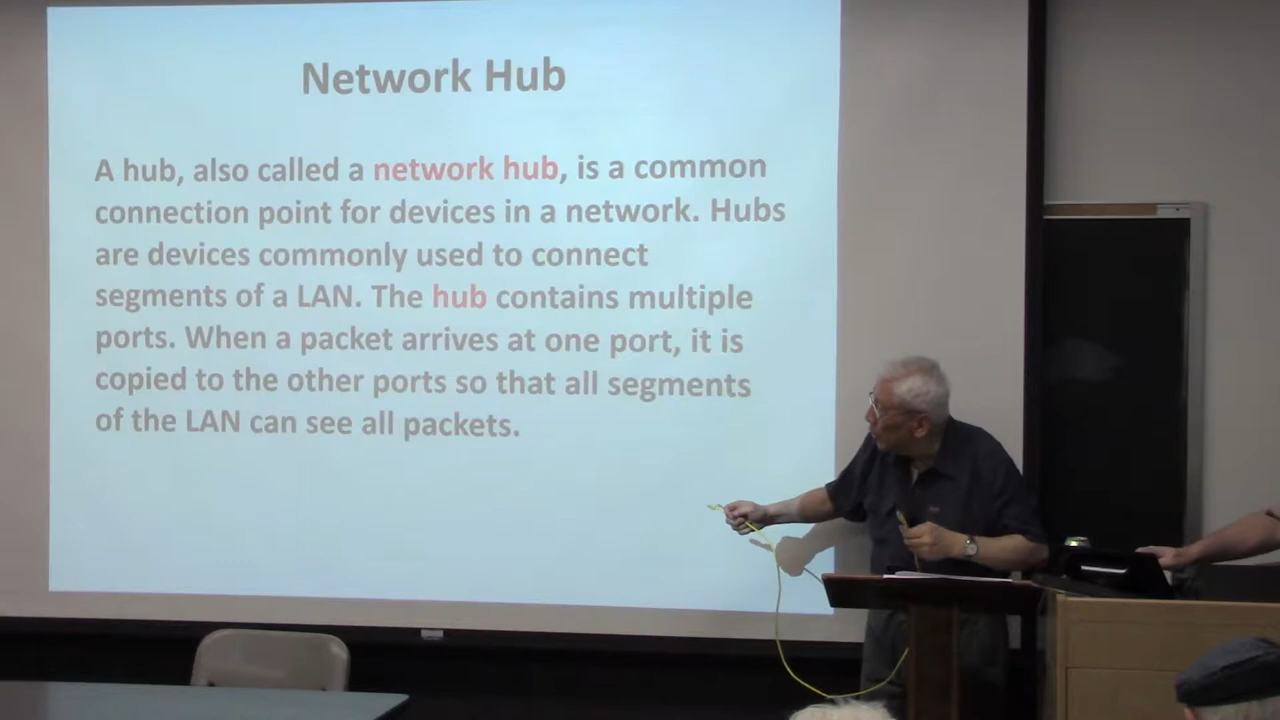 Network Hub
A hub, also called a network hub, is a common
connection point for devices in a network. Hubs
are devices commonly used to connect
segments of a LAN. The hub contains multiple
ports. When a packet arrives at one port, it is
copied to the other ports so that all segments
of the LAN can see all packets.